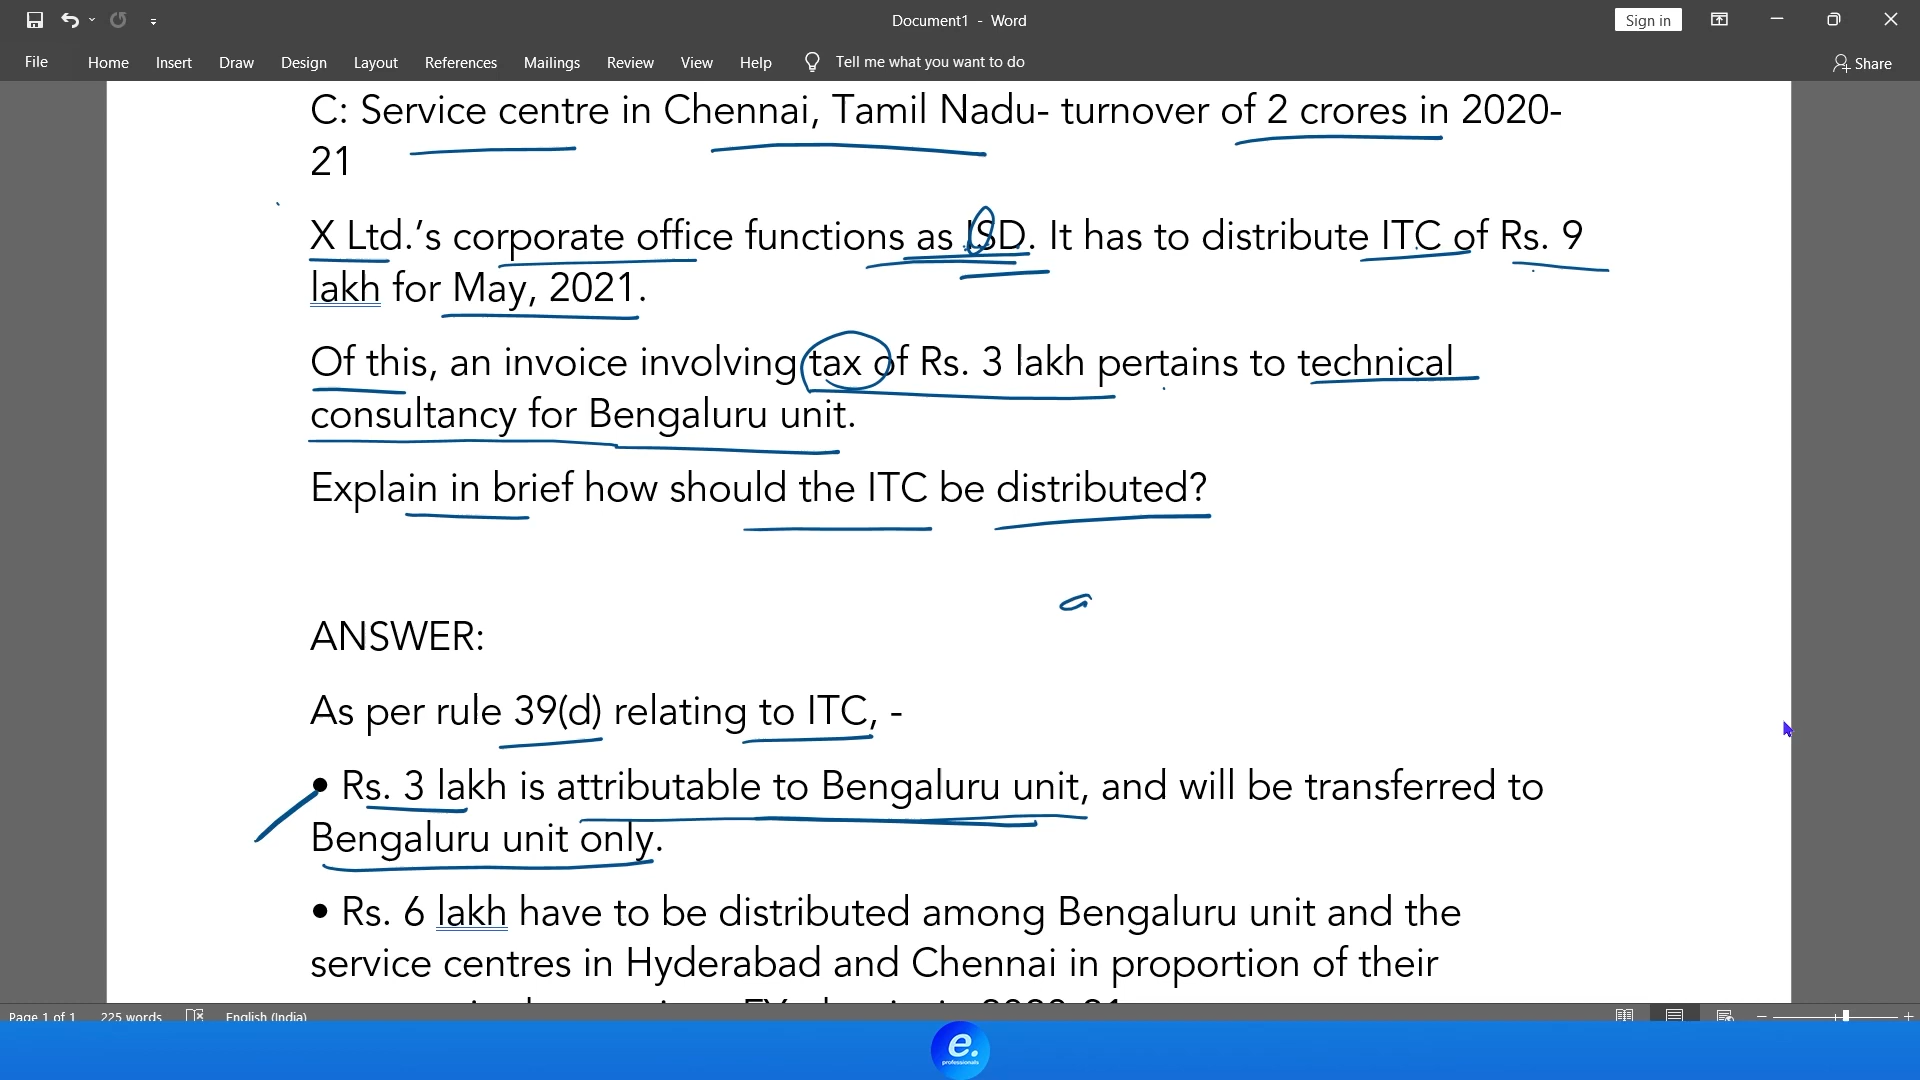 Document1 - Word
Sign in
File Home Insert Draw Design Layout References Mailings Review View Help Tell me what you want to do Share
C: Service centre in Chennai, Tamil Nadu- turnover of 2 crores in 2020-
21
X Ltd.’s corporate office functions as ISD. It has to distribute ITC of Rs. 9
lakh for May, 2021.
Of this, an invoice involving tax of Rs. 3 lakh pertains to technical
consultancy for Bengaluru unit.
Explain in brief how should the ITC be distributed?
ANSWER:
As per rule 39(d) relating to ITC, -
• Rs. 3 lakh is attributable to Bengaluru unit, and will be transferred to
Bengaluru unit only.
• Rs. 6 lakh have to be distributed among Bengaluru unit and the
service centres in Hyderabad and Chennai in proportion of their
2020-21
Page 1 of 1 225 words English (India)
e.
professionals